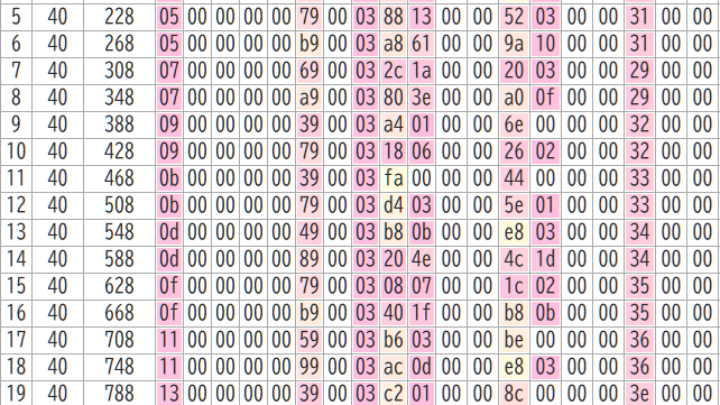 5 40 228 05 00 00 00 00 79 00 03 88 13 00 00 52 03 00 00 31 00 00
6 40 268 05 00 00 00 00 b9 00 03 a8 61 00 00 9a 10 00 00 31 00 00
7 40 308 07 00 00 00 00 69 00 03 2c 1a 00 00 20 03 00 00 29 00 00
8 40 348 07 00 00 00 00 a9 00 03 80 3e 00 00 a0 0f 00 00 29 00 00
9 40 388 09 00 00 00 00 39 00 03 a4 01 00 00 6e 00 00 00 32 00 00
10 40 428 09 00 00 00 00 79 00 03 18 06 00 00 26 02 00 00 32 00 00
11 40 468 0b 00 00 00 00 39 00 03 fa 00 00 00 44 00 00 00 33 00 00
12 40 508 0b 00 00 00 00 79 00 03 d4 03 00 00 5e 01 00 00 33 00 00
13 40 548 0d 00 00 00 00 49 00 03 b8 0b 00 00 e8 03 00 00 34 00 00
14 40 588 0d 00 00 00 00 89 00 03 20 4e 00 00 4c 1d 00 00 34 00 00
15 40 628 0f 00 00 00 00 79 00 03 08 07 00 00 1c 02 00 00 35 00 00
16 40 668 0f 00 00 00 00 b9 00 03 40 1f 00 00 b8 0b 00 00 35 00 00
17 40 708 11 00 00 00 00 59 00 03 b6 03 00 00 be 00 00 00 36 00 00
18 40 748 11 00 00 00 00 99 00 03 ac 0d 00 00 e8 03 00 00 36 00 00
19 40 788 13 00 00 00 00 39 00 03 c2 01 00 00 8c 00 00 00 3e 00 00